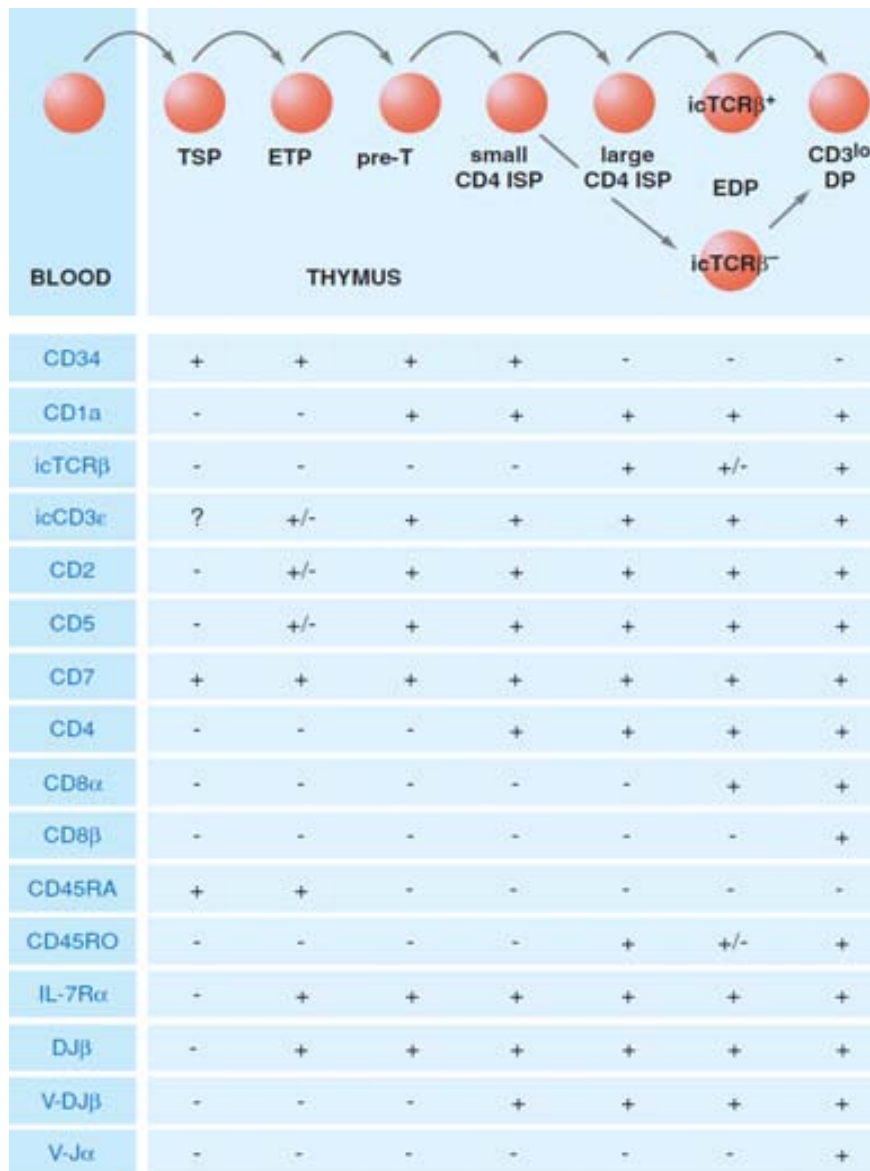 icTCRβ⁺
TSP ETP pre-T small large CD3ˡᵒ
CD4 ISP CD4 ISP EDP DP
icTCRβ⁻
BLOOD THYMUS
CD34 + + + + - - -
CD1a - - + + + + +
icTCRβ - - - - + +/- +
icCD3ε ? +/- + + + + +
CD2 - +/- + + + + +
CD5 - +/- + + + + +
CD7 + + + + + + +
CD4 - - - + + + +
CD8α - - - - - + +
CD8β - - - - - - +
CD45RA + + - - - - -
CD45RO - - - - + +/- +
IL-7Rα - + + + + + +
DJβ - + + + + + +
V-DJβ - - - + + + +
V-Jα - - - - - - +